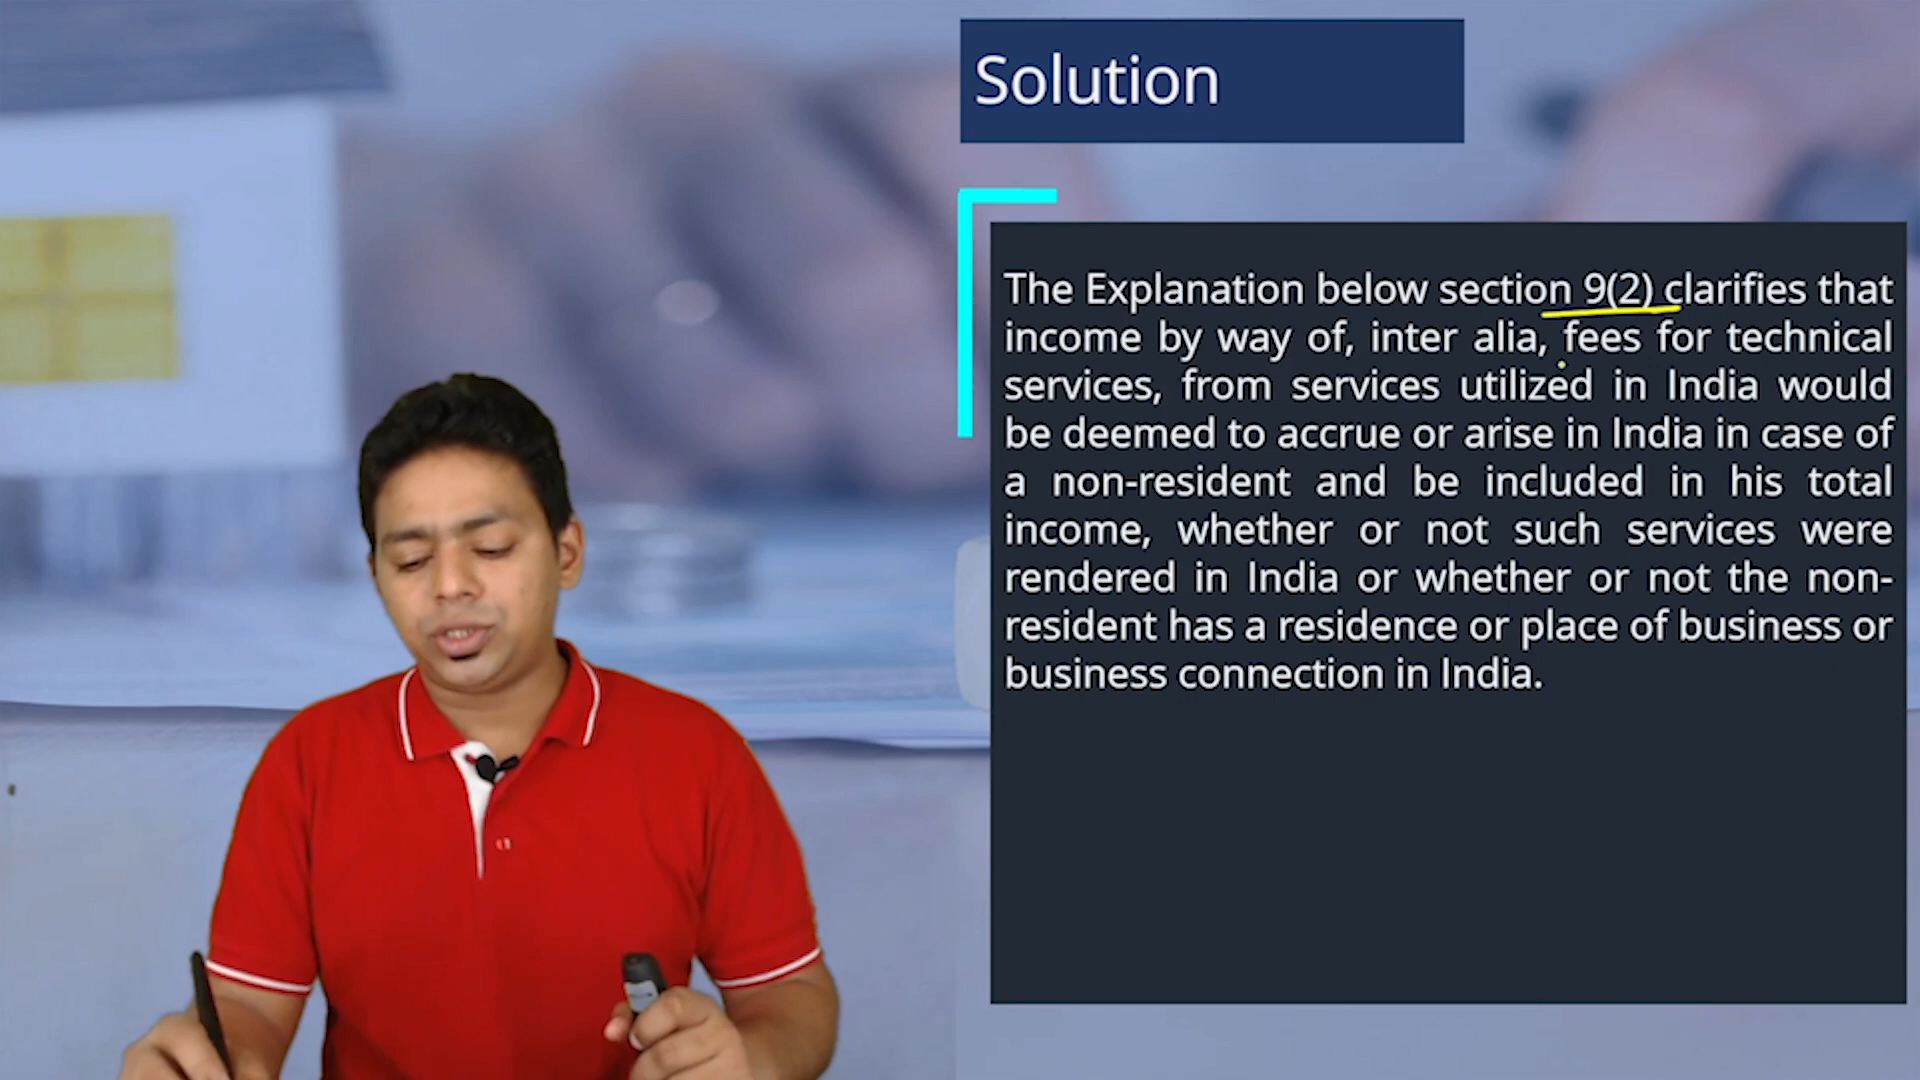 Solution
The Explanation below section 9(2) clarifies that
income by way of, inter alia, fees for technical
services, from services utilized in India would
be deemed to accrue or arise in India in case of
a non-resident and be included in his total
income, whether or not such services were
rendered in India or whether or not the non-
resident has a residence or place of business or
business connection in India.